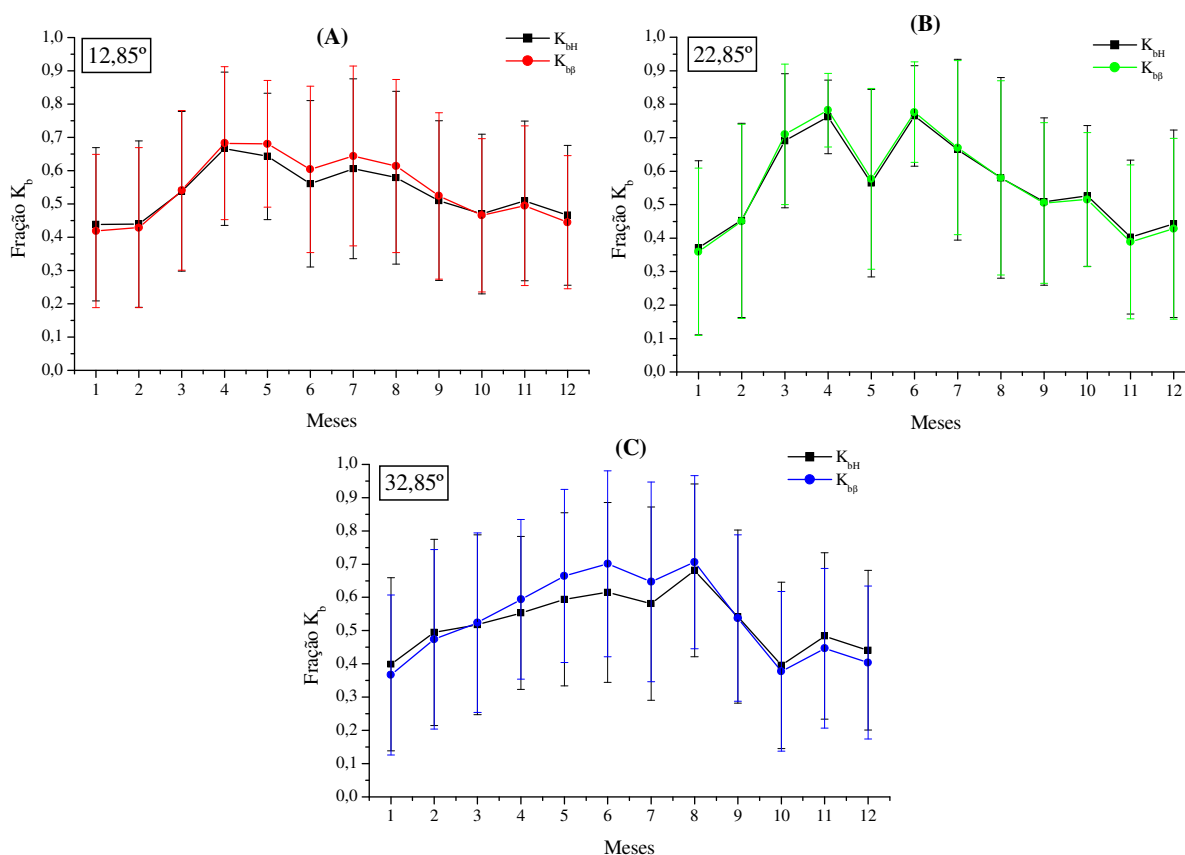 (A)
12,85º
K_bH
K_bβ
1,0
0,9
0,8
0,7
0,6
0,5
0,4
0,3
0,2
0,1
0,0
Fração K_b
1 2 3 4 5 6 7 8 9 10 11 12
Meses
(B)
22,85º
K_bH
K_bβ
1,0
0,9
0,8
0,7
0,6
0,5
0,4
0,3
0,2
0,1
0,0
Fração K_b
1 2 3 4 5 6 7 8 9 10 11 12
Meses
(C)
32,85º
K_bH
K_bβ
1,0
0,9
0,8
0,7
0,6
0,5
0,4
0,3
0,2
0,1
0,0
Fração K_b
1 2 3 4 5 6 7 8 9 10 11 12
Meses